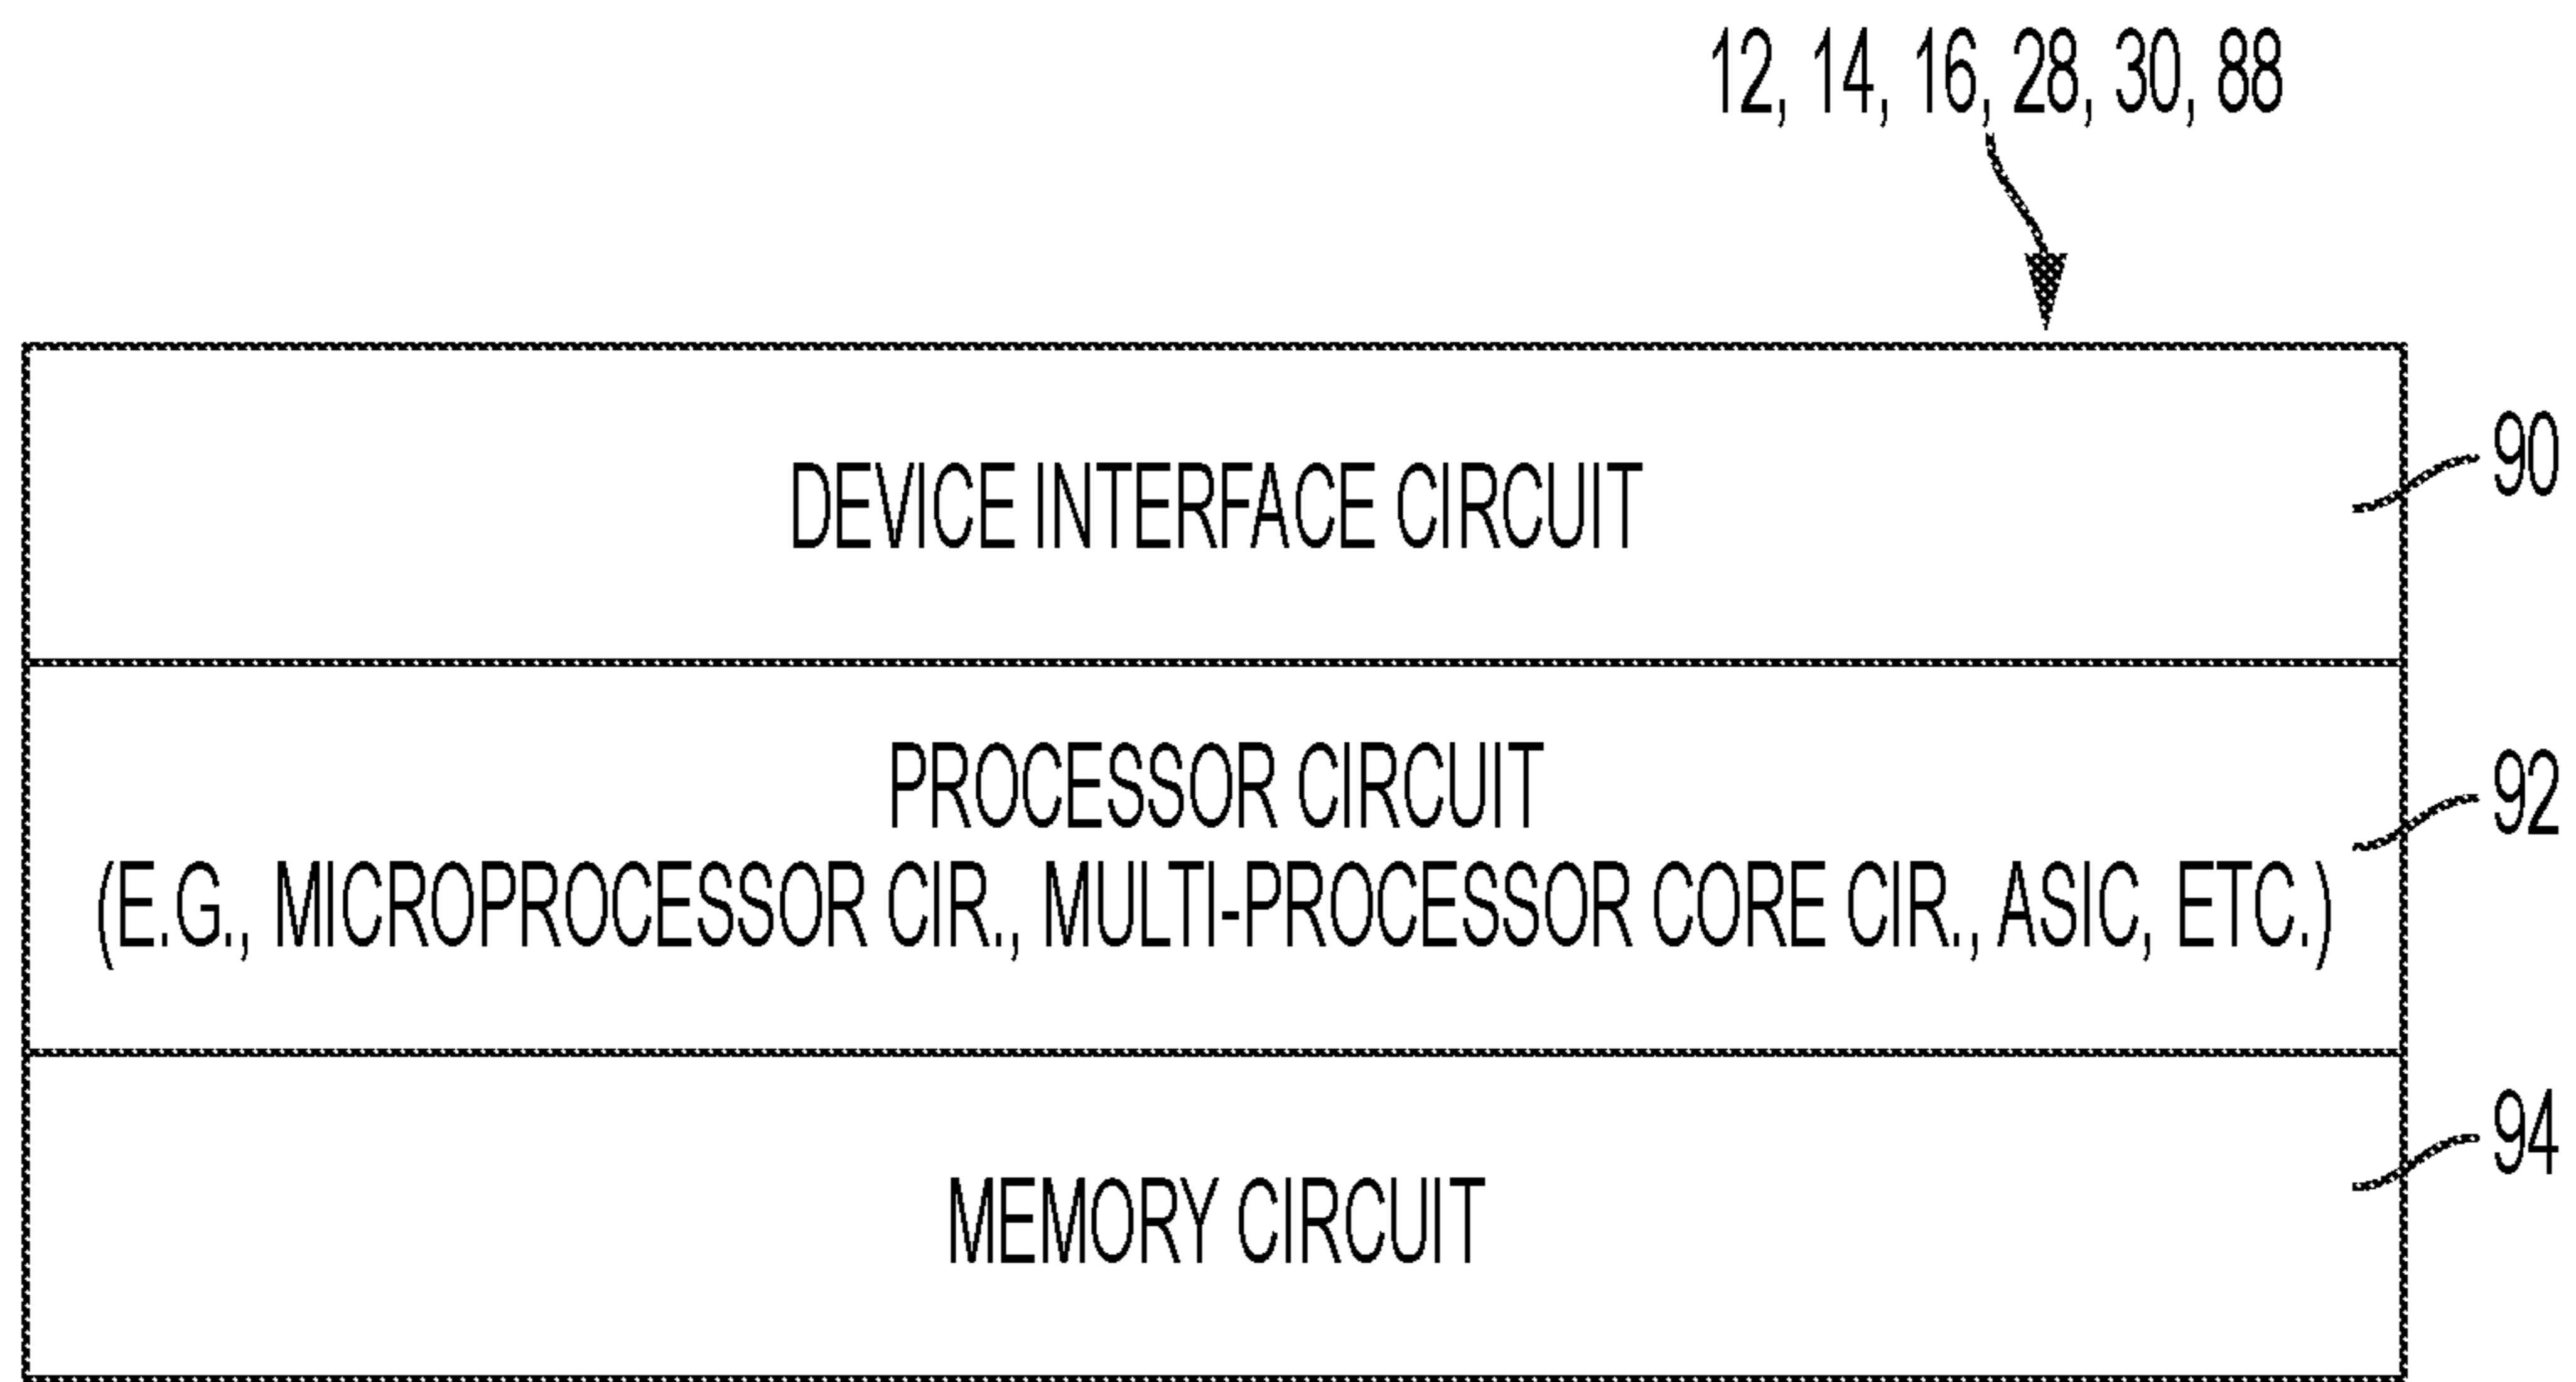 12, 14, 16, 28, 30, 88
DEVICE INTERFACE CIRCUIT
90
PROCESSOR CIRCUIT
(E.G., MICROPROCESSOR CIR., MULTI-PROCESSOR CORE CIR., ASIC, ETC.)
92
MEMORY CIRCUIT
94